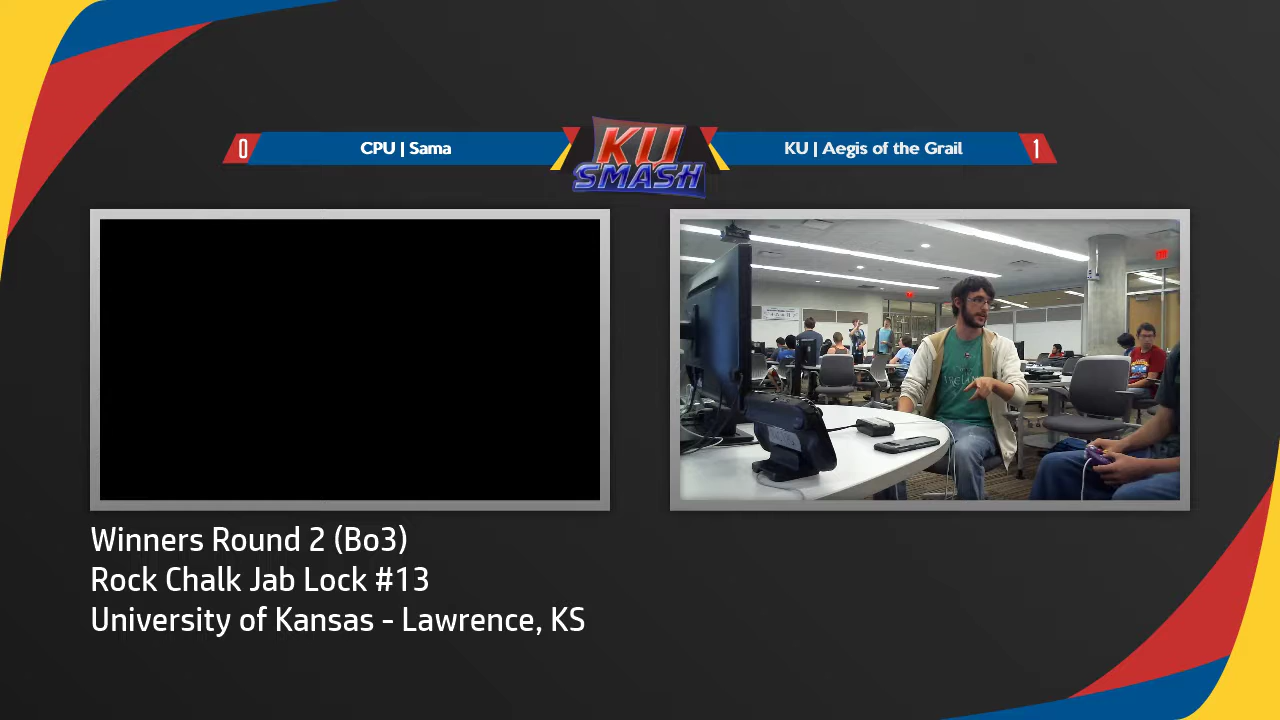 0
CPU | Sama
KU
SMASH
KU | Aegis of the Grail
1
Winners Round 2 (Bo3)
Rock Chalk Jab Lock #13
University of Kansas - Lawrence, KS